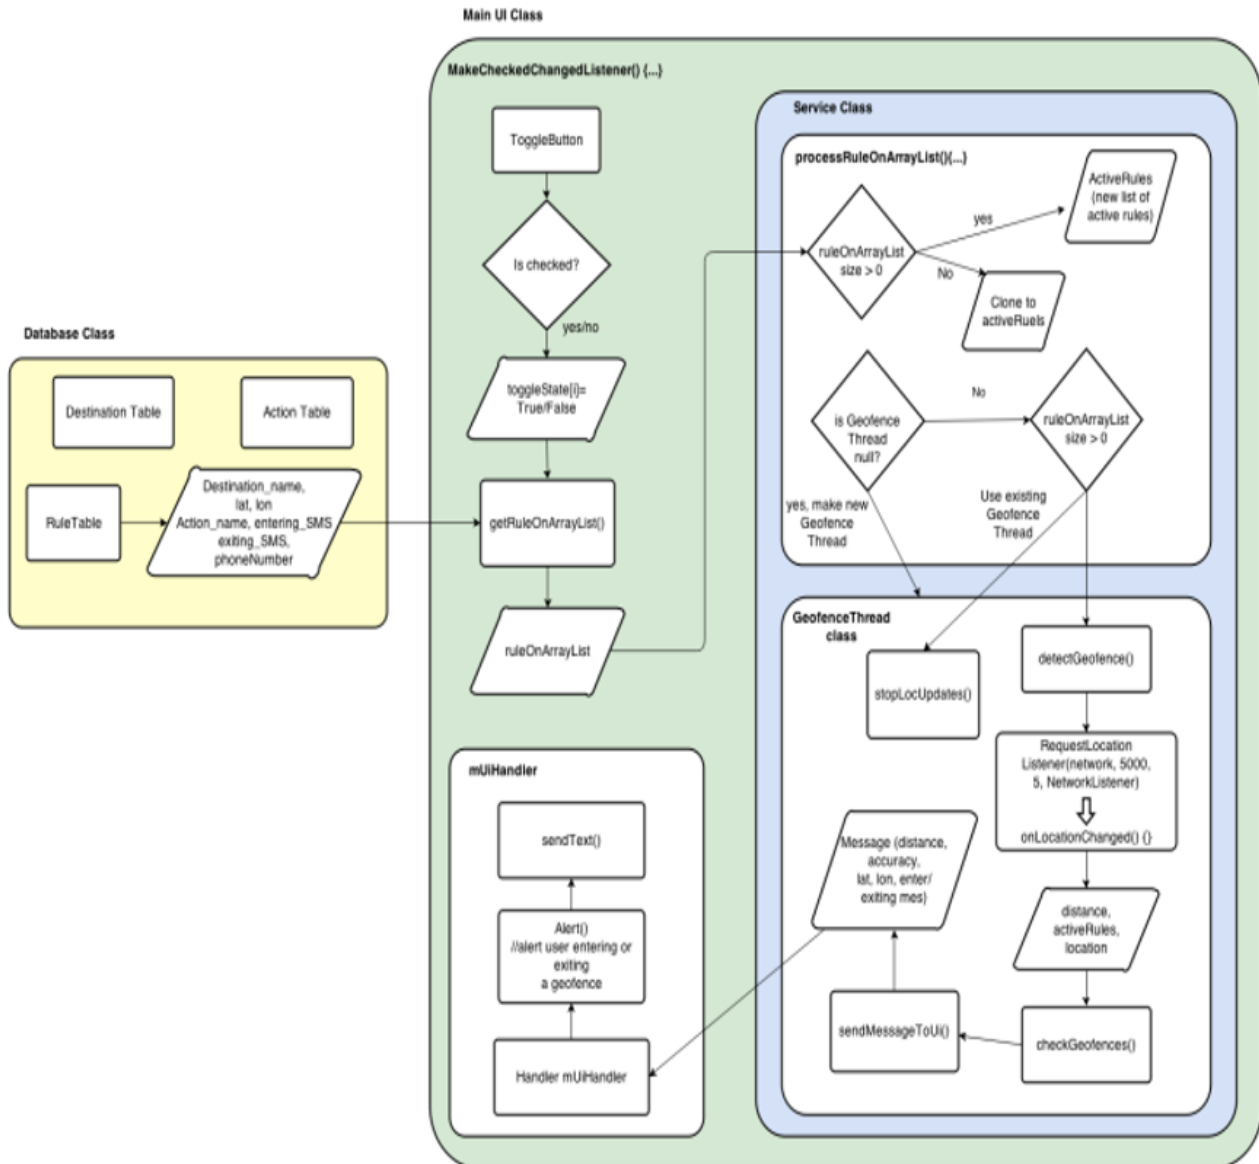 Main UI Class
MakeCheckedChangedListener() {...}
ToggleButton
Is checked?
yes/no
toggleState[i]=
True/False
getRuleOnArrayList()
ruleOnArrayList
Database Class
Destination Table
Action Table
RuleTable
Destination_name,
lat, lon
Action_name, entering_SMS
exiting_SMS,
phoneNumber
Service Class
processRuleOnArrayList(){...}
ruleOnArrayList
size > 0
yes
ActiveRules
(new list of
active rules)
No
Clone to
activeRuels
is Geofence
Thread
null?
No
ruleOnArrayList
size > 0
yes, make new
Geofence
Thread
Use existing
Geofence
Thread
GeofenceThread
class
stopLocUpdates()
detectGeofence()
RequestLocation
Listener(network, 5000,
5, NetworkListener)
onLocationChanged() {}
distance,
activeRules,
location
checkGeofences()
sendMessageToUi()
Message (distance,
accuracy,
lat, lon, enter/
exiting mes)
mUiHandler
sendText()
Alert()
//alert user entering or
exiting
a geofence
Handler mUiHandler